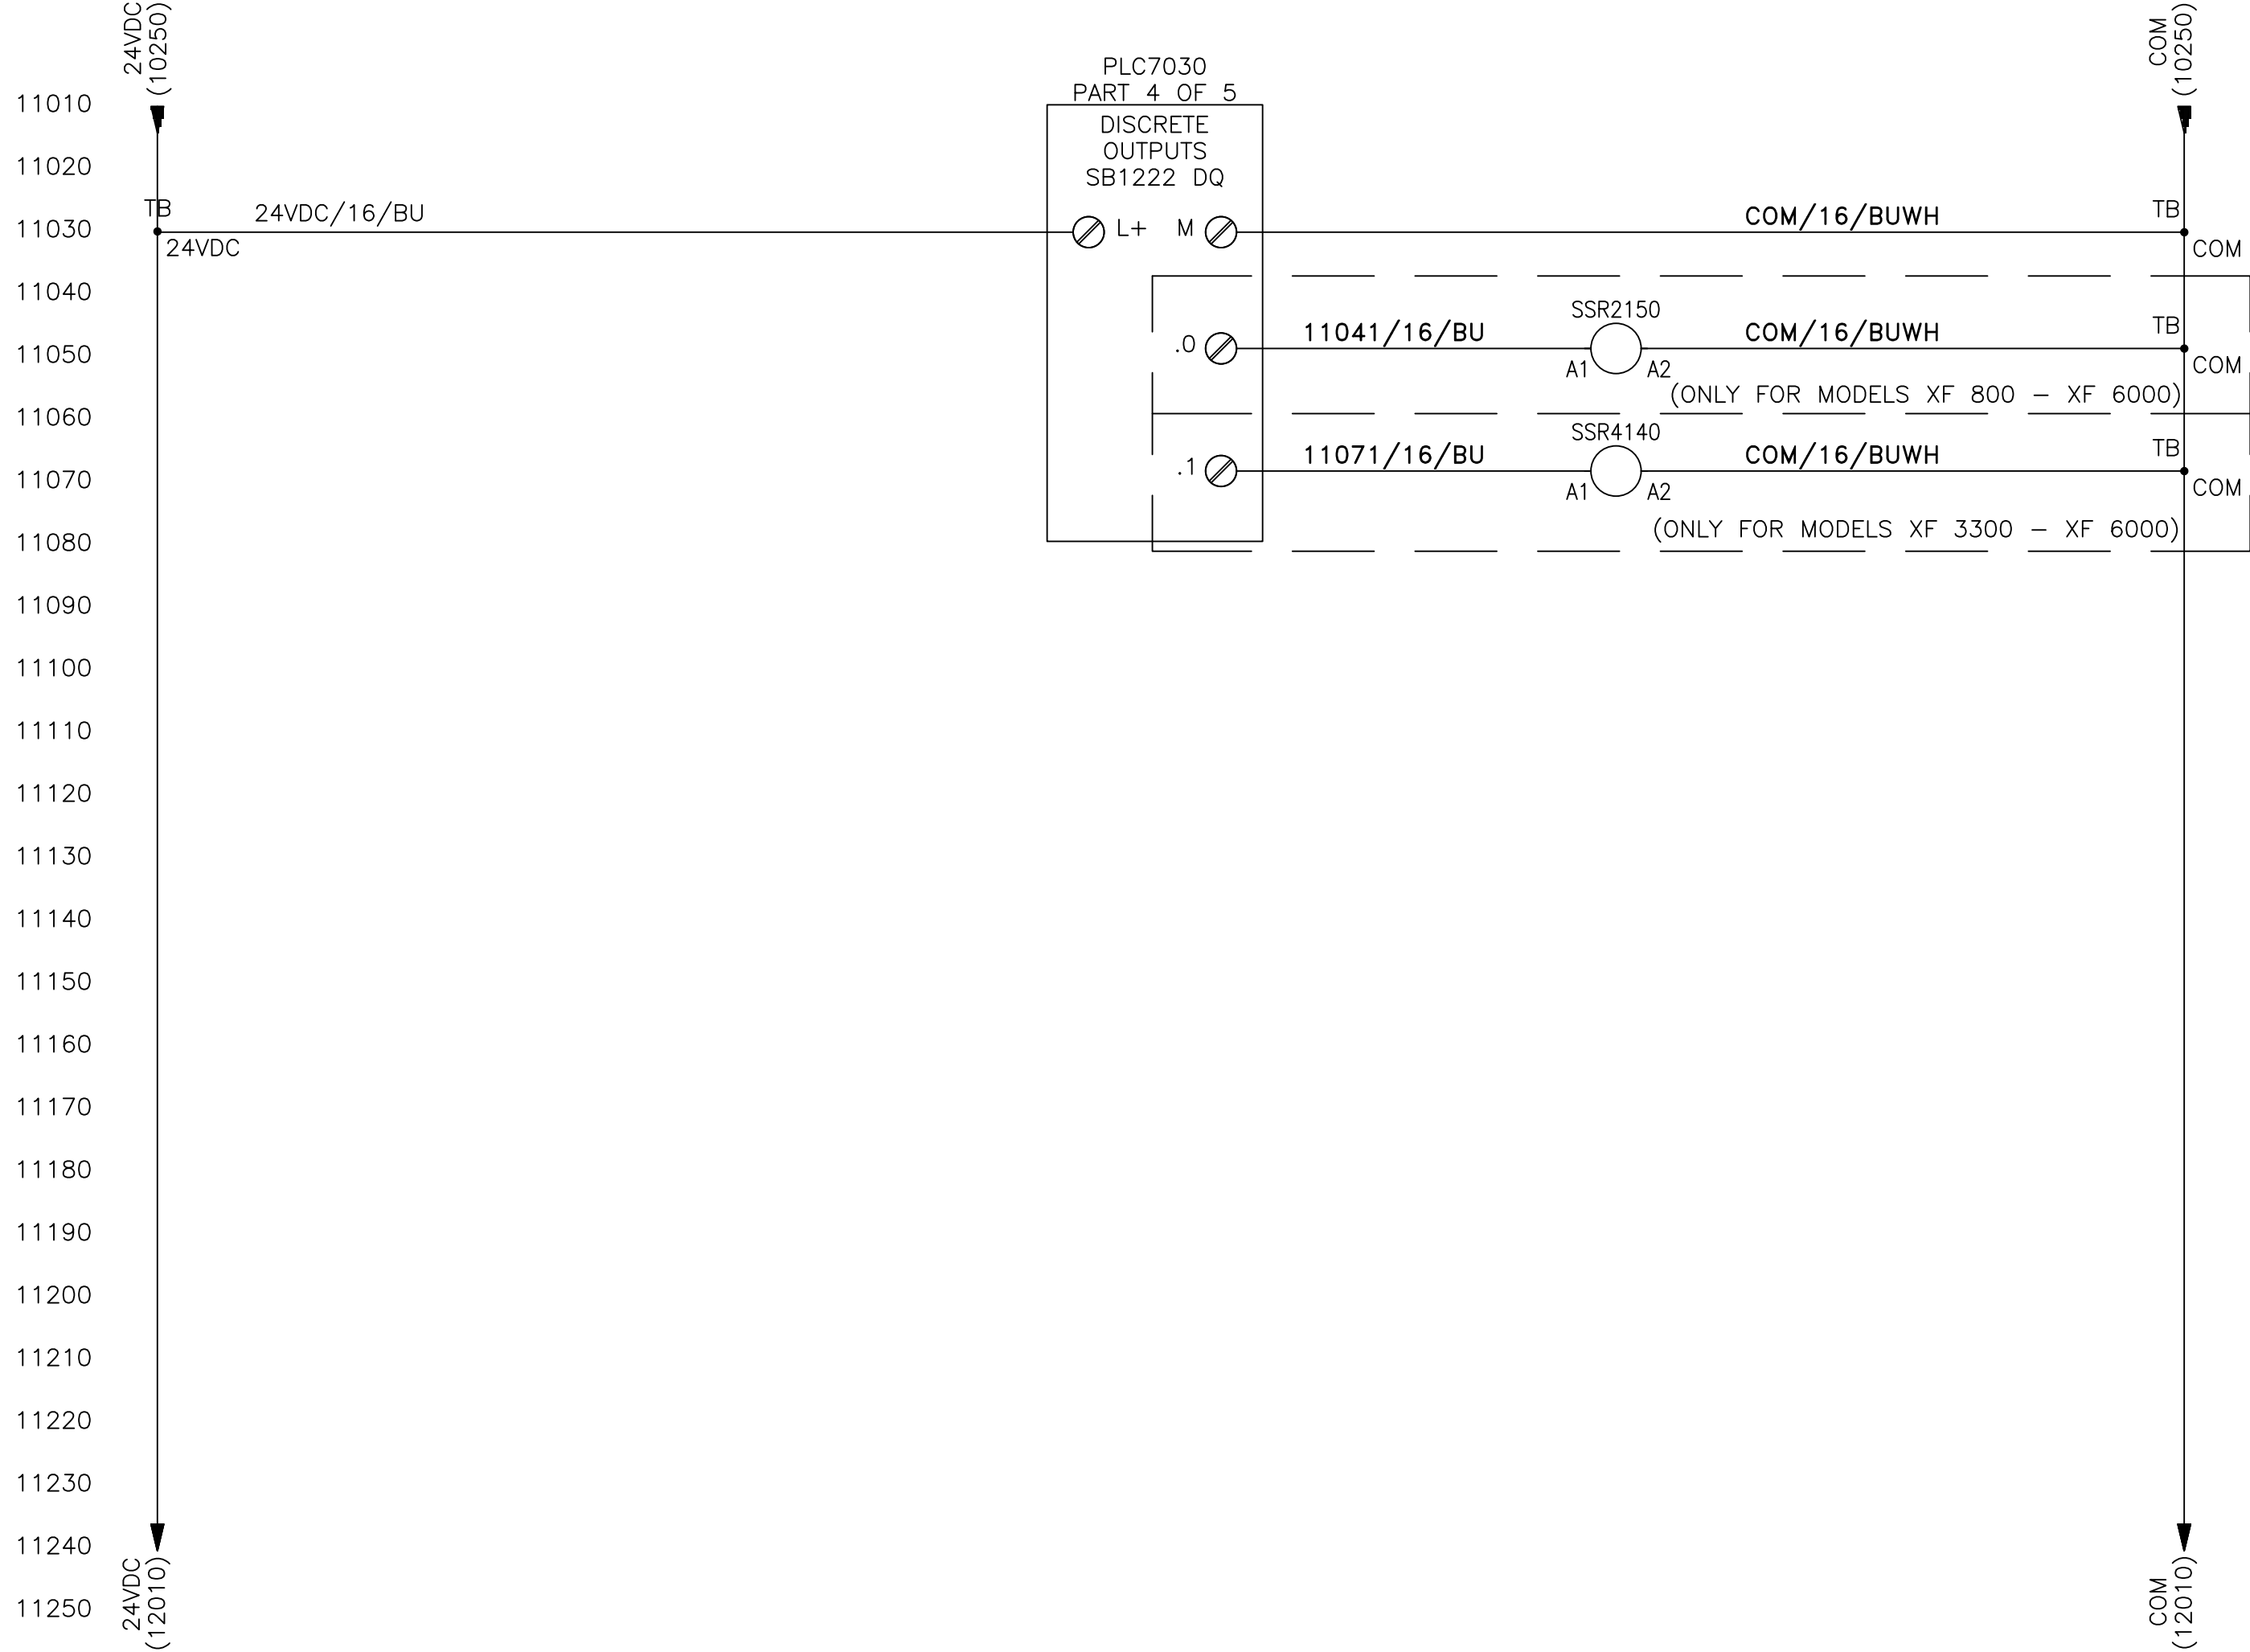 24VDC
(10250)
COM
(10250)
PLC7030
PART 4 OF 5
11010
DISCRETE
OUTPUTS
SB1222 DQ
11020
TB
24VDC/16/BU
COM/16/BUWH
TB
11030
L+ M
24VDC
COM
11040
SSR2150
11041/16/BU
COM/16/BUWH
TB
.0
11050
A1 A2
COM
(ONLY FOR MODELS XF 800 - XF 6000)
11060
SSR4140
11071/16/BU
COM/16/BUWH
TB
.1
11070
A1 A2
COM
(ONLY FOR MODELS XF 3300 - XF 6000)
11080
11090
11100
11110
11120
11130
11140
11150
11160
11170
11180
11190
11200
11210
11220
11230
11240
11250
24VDC
(12010)
COM
(12010)